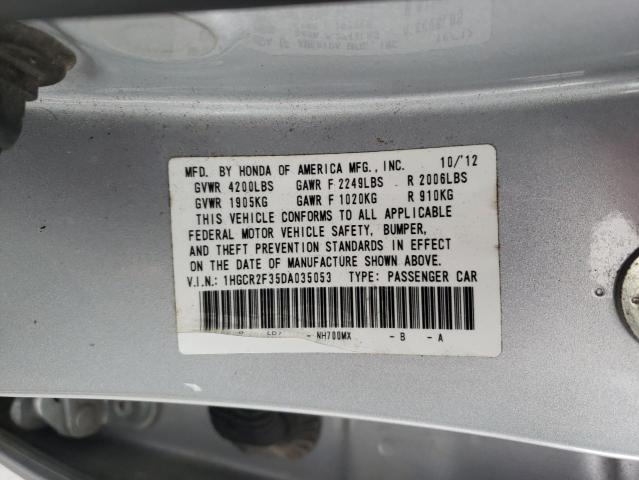 MFD. BY HONDA OF AMERICA MFG., INC. 10/'12
GVWR 4200LBS GAWR F 2249LBS R 2006LBS
GVWR 1905KG GAWR F 1020KG R 910KG
THIS VEHICLE CONFORMS TO ALL APPLICABLE
FEDERAL MOTOR VEHICLE SAFETY, BUMPER,
AND THEFT PREVENTION STANDARDS IN EFFECT
ON THE DATE OF MANUFACTURE SHOWN ABOVE.
V.I.N.: 1HGCR2F35DA035053 TYPE: PASSENGER CAR
- NH700MX - B - A